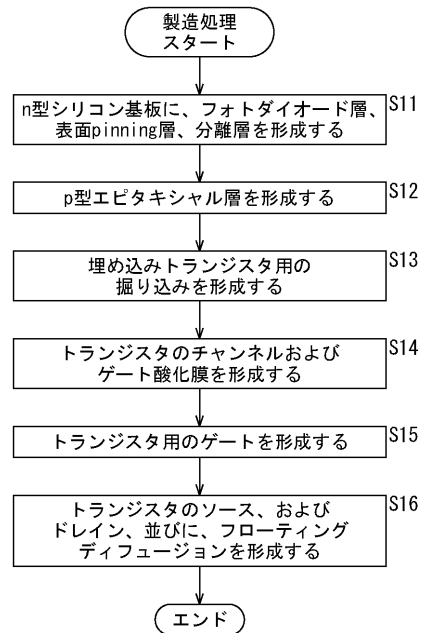 製造処理
スタート
n型シリコン基板に、フォトダイオード層、
表面pinning層、分離層を形成する
S11
p型エピタキシャル層を形成する
S12
埋め込みトランジスタ用の
掘り込みを形成する
S13
トランジスタのチャンネルおよび
ゲート酸化膜を形成する
S14
トランジスタ用のゲートを形成する
S15
トランジスタのソース、および
ドレイン、並びに、フローティング
ディフュージョンを形成する
S16
エンド